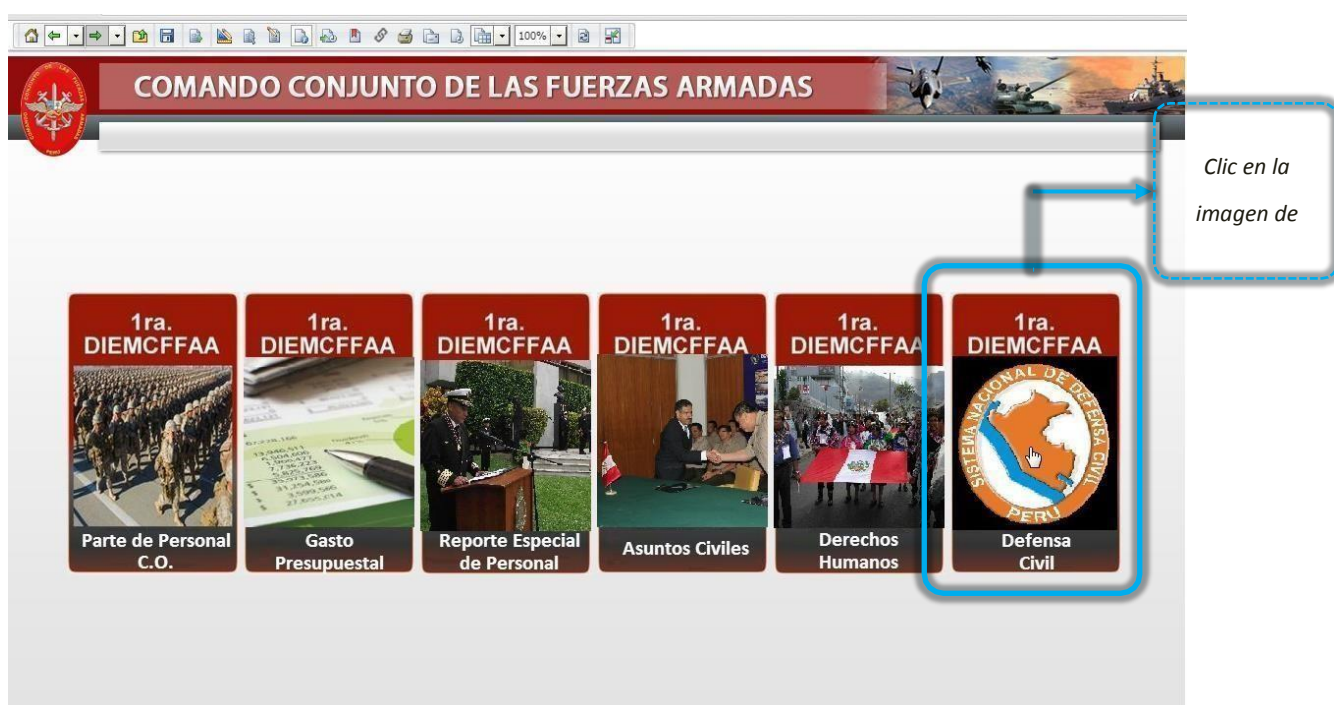 100%
COMANDO CONJUNTO DE LAS FUERZAS ARMADAS
PERU
Clic en la
imagen de
1ra.
DIEMCFFAA
Parte de Personal
C.O.
1ra.
DIEMCFFAA
Gasto
Presupuestal
1ra.
DIEMCFFAA
Reporte Especial
de Personal
1ra.
DIEMCFFAA
Asuntos Civiles
1ra.
DIEMCFFAA
Derechos
Humanos
1ra.
DIEMCFFAA
SISTEMA NACIONAL DE DEFENSA CIVIL
PERU
Defensa
Civil